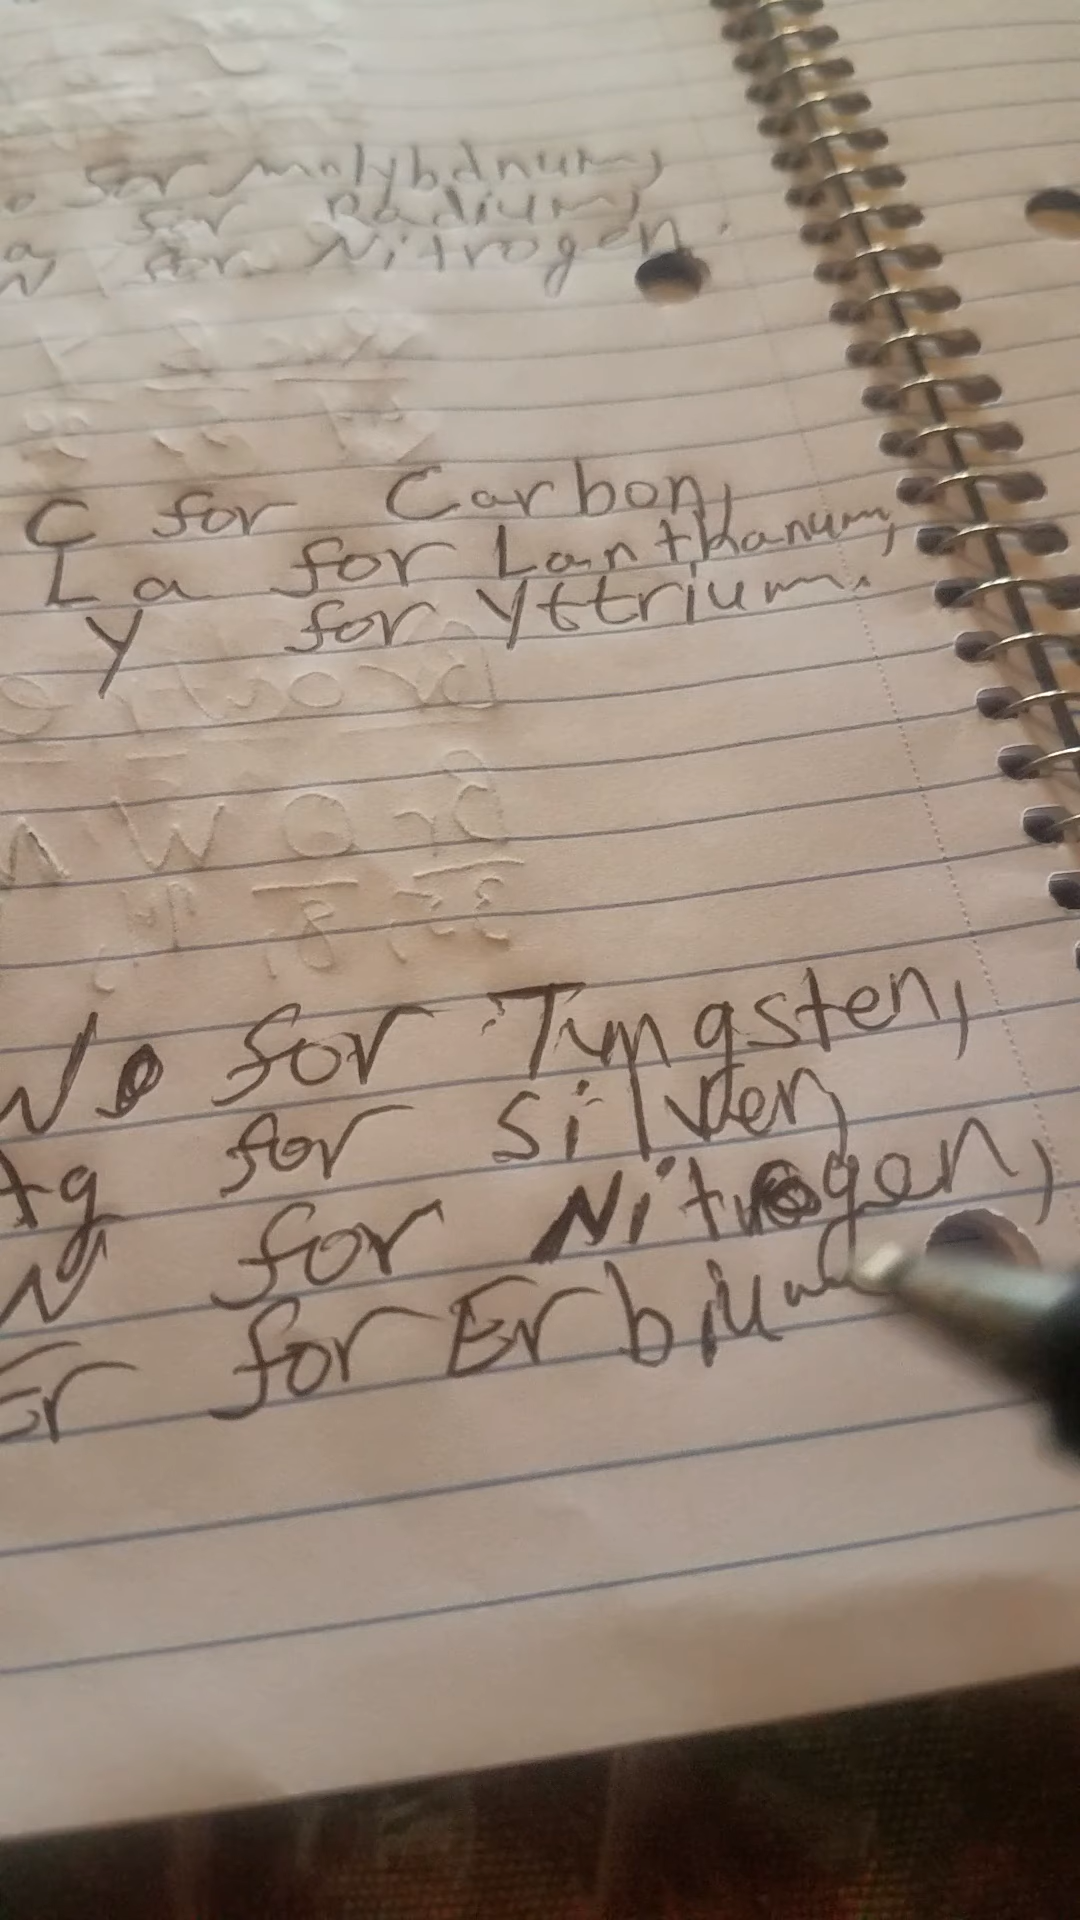 o for molybdnum,
a for Radium,
N for Nitrogen.
C for Carbon,
La for Lanthanum,
Y for Yttrium.
W for Tungsten,
Ag for Silver,
N for Nitrogen,
Er for Erbium